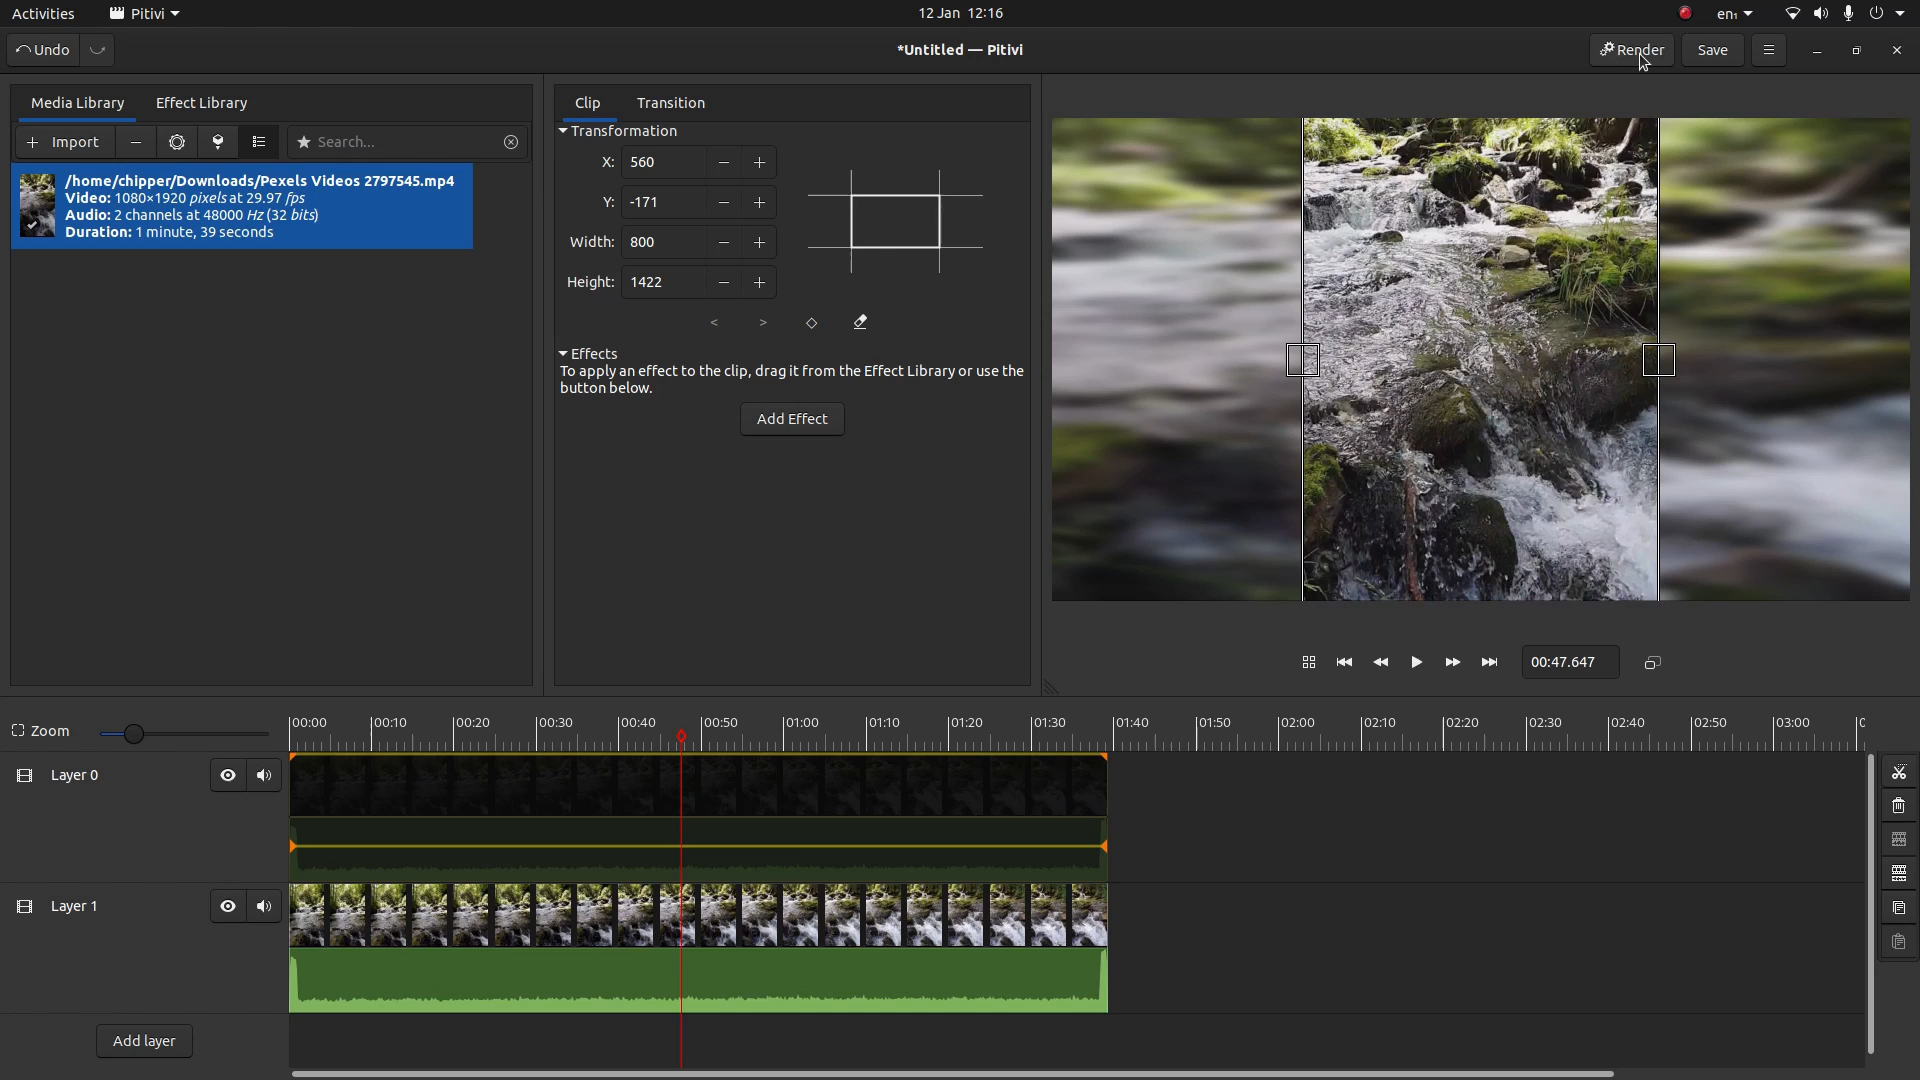 Activities
Pitivi
12 Jan 12:16
en₁
Undo
*Untitled — Pitivi
Render
Save
Media Library
Effect Library
Import
Search...
/home/chipper/Downloads/Pexels Videos 2797545.mp4
Video: 1080×1920 pixels at 29.97 fps
Audio: 2 channels at 48000 Hz (32 bits)
Duration: 1 minute, 39 seconds
Clip
Transition
Transformation
X: 560
Y: -171
Width: 800
Height: 1422
Effects
To apply an effect to the clip, drag it from the Effect Library or use the
button below.
Add Effect
00:47.647
Zoom
00:00 00:10 00:20 00:30 00:40 00:50 01:00 01:10 01:20 01:30 01:40 01:50 02:00 02:10 02:20 02:30 02:40 02:50 03:00
Layer 0
Layer 1
Add layer